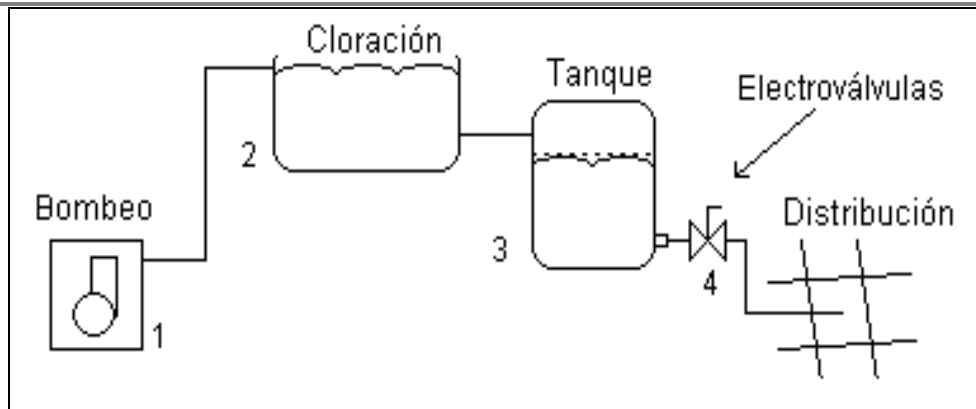 Cloración
Tanque
Electroválvulas
2
Bombeo
Distribución
3
4
1